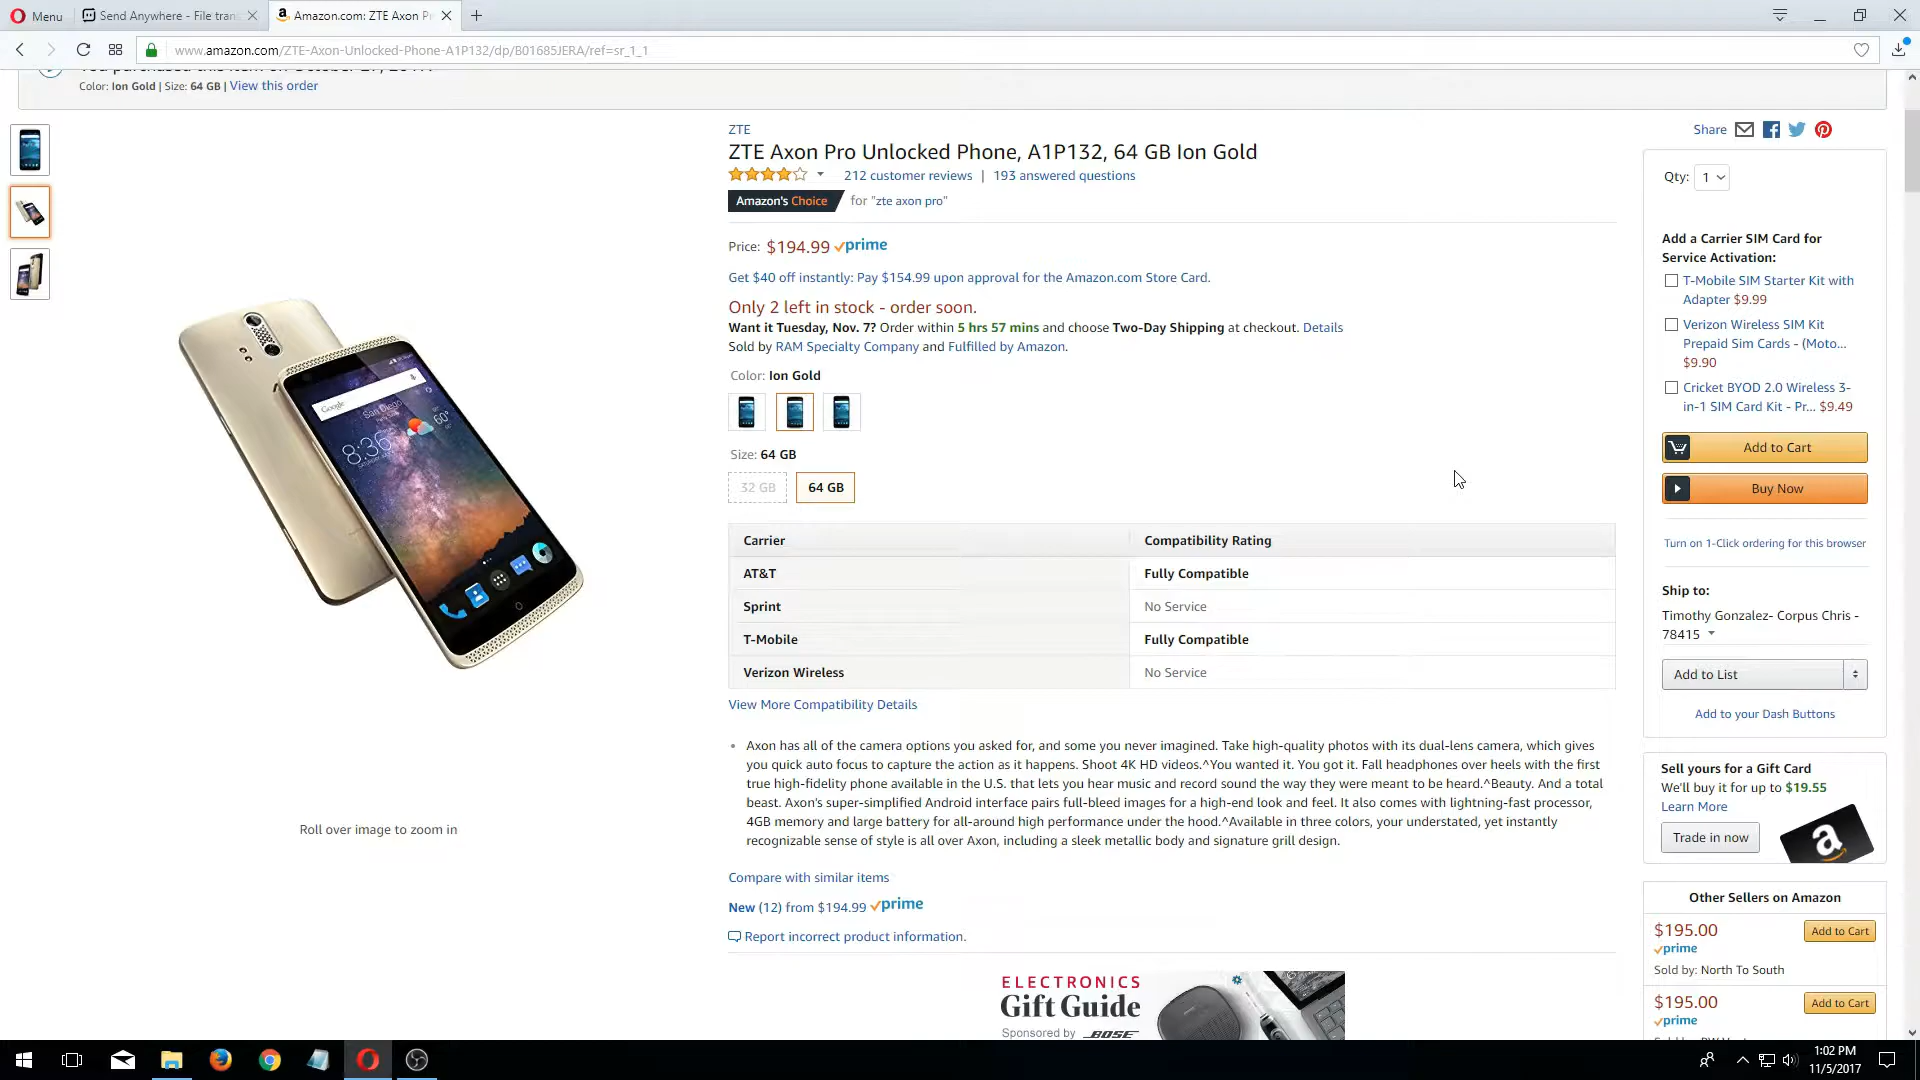 Menu
Send Anywhere - File tran
Amazon.com: ZTE Axon P
www.amazon.com/ZTE-Axon-Unlocked-Phone-A1P132/dp/B01685JERA/ref=sr_1_1
Color: Ion Gold | Size: 64 GB | View this order
ZTE
ZTE Axon Pro Unlocked Phone, A1P132, 64 GB Ion Gold
212 customer reviews | 193 answered questions
Amazon's Choice for "zte axon pro"
Price: $194.99 prime
Get $40 off instantly: Pay $154.99 upon approval for the Amazon.com Store Card.
Only 2 left in stock - order soon.
Want it Tuesday, Nov. 7? Order within 5 hrs 57 mins and choose Two-Day Shipping at checkout. Details
Sold by RAM Specialty Company and Fulfilled by Amazon.
Color: Ion Gold
Size: 64 GB
32 GB 64 GB
Carrier Compatibility Rating
AT&T Fully Compatible
Sprint No Service
T-Mobile Fully Compatible
Verizon Wireless No Service
View More Compatibility Details
• Axon has all of the camera options you asked for, and some you never imagined. Take high-quality photos with its dual-lens camera, which gives
you quick auto focus to capture the action as it happens. Shoot 4K HD videos.^You wanted it. You got it. Fall headphones over heels with the first
true high-fidelity phone available in the U.S. that lets you hear music and record sound the way they were meant to be heard.^Beauty. And a total
beast. Axon's super-simplified Android interface pairs full-bleed images for a high-end look and feel. It also comes with lightning-fast processor,
4GB memory and large battery for all-around high performance under the hood.^Available in three colors, your understated, yet instantly
recognizable sense of style is all over Axon, including a sleek metallic body and signature grill design.
Compare with similar items
New (12) from $194.99 prime
Report incorrect product information.
ELECTRONICS
Gift Guide
Sponsored by BOSE
Google
San Diego
8:36
60°
Roll over image to zoom in
Share
Qty: 1
Add a Carrier SIM Card for
Service Activation:
T-Mobile SIM Starter Kit with
Adapter $9.99
Verizon Wireless SIM Kit
Prepaid Sim Cards - (Moto...
$9.90
Cricket BYOD 2.0 Wireless 3-
in-1 SIM Card Kit - Pr... $9.49
Add to Cart
Buy Now
Turn on 1-Click ordering for this browser
Ship to:
Timothy Gonzalez- Corpus Chris -
78415
Add to List
Add to your Dash Buttons
Sell yours for a Gift Card
We'll buy it for up to $19.55
Learn More
Trade in now
Other Sellers on Amazon
$195.00 Add to Cart
prime
Sold by: North To South
$195.00 Add to Cart
prime
1:02 PM
11/5/2017